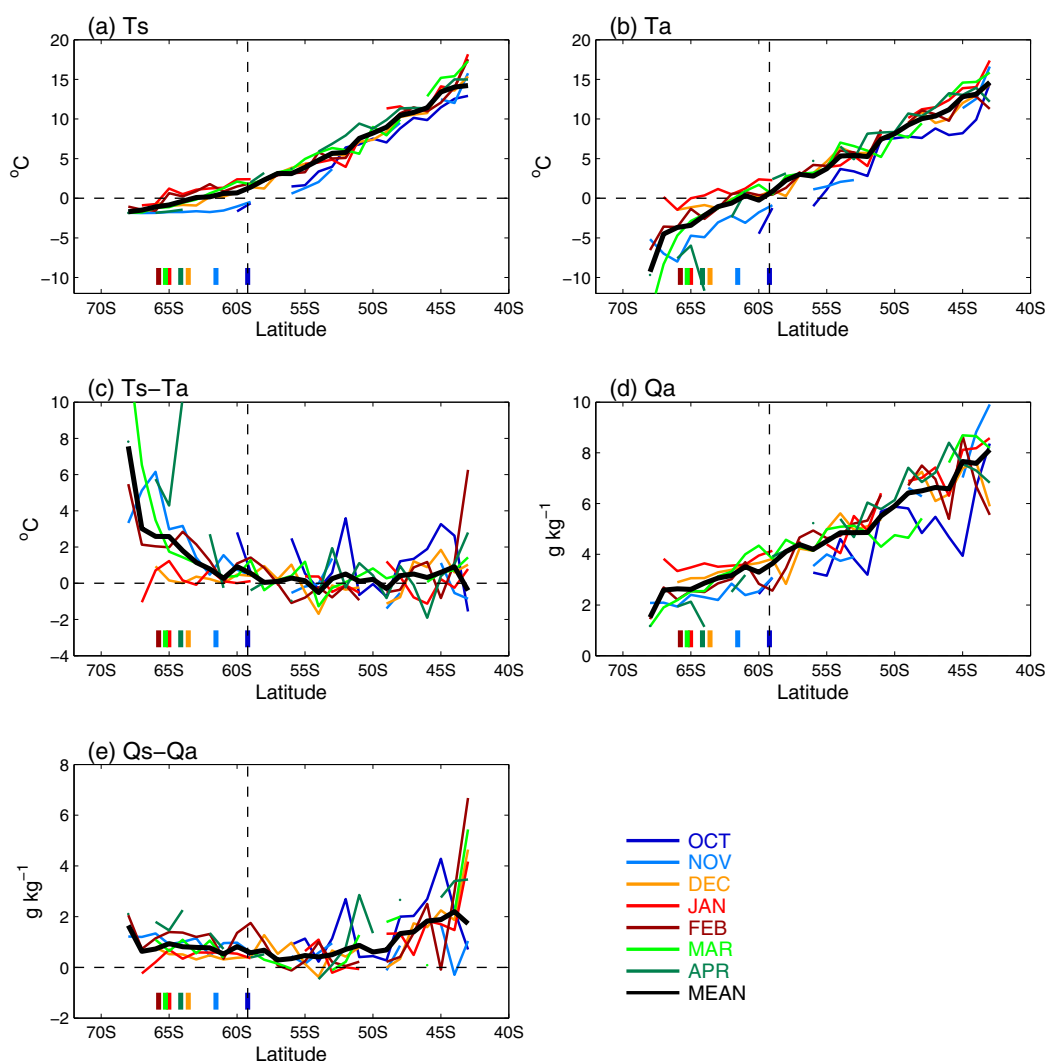 (a) Ts
20
15
10
5
0
−5
−10
°C
70S 65S 60S 55S 50S 45S 40S
Latitude
(b) Ta
20
15
10
5
0
−5
−10
°C
70S 65S 60S 55S 50S 45S 40S
Latitude
(c) Ts−Ta
10
8
6
4
2
0
−2
−4
°C
70S 65S 60S 55S 50S 45S 40S
Latitude
(d) Qa
10
8
6
4
2
0
g kg⁻¹
70S 65S 60S 55S 50S 45S 40S
Latitude
(e) Qs−Qa
8
6
4
2
0
−2
g kg⁻¹
70S 65S 60S 55S 50S 45S 40S
Latitude
OCT
NOV
DEC
JAN
FEB
MAR
APR
MEAN